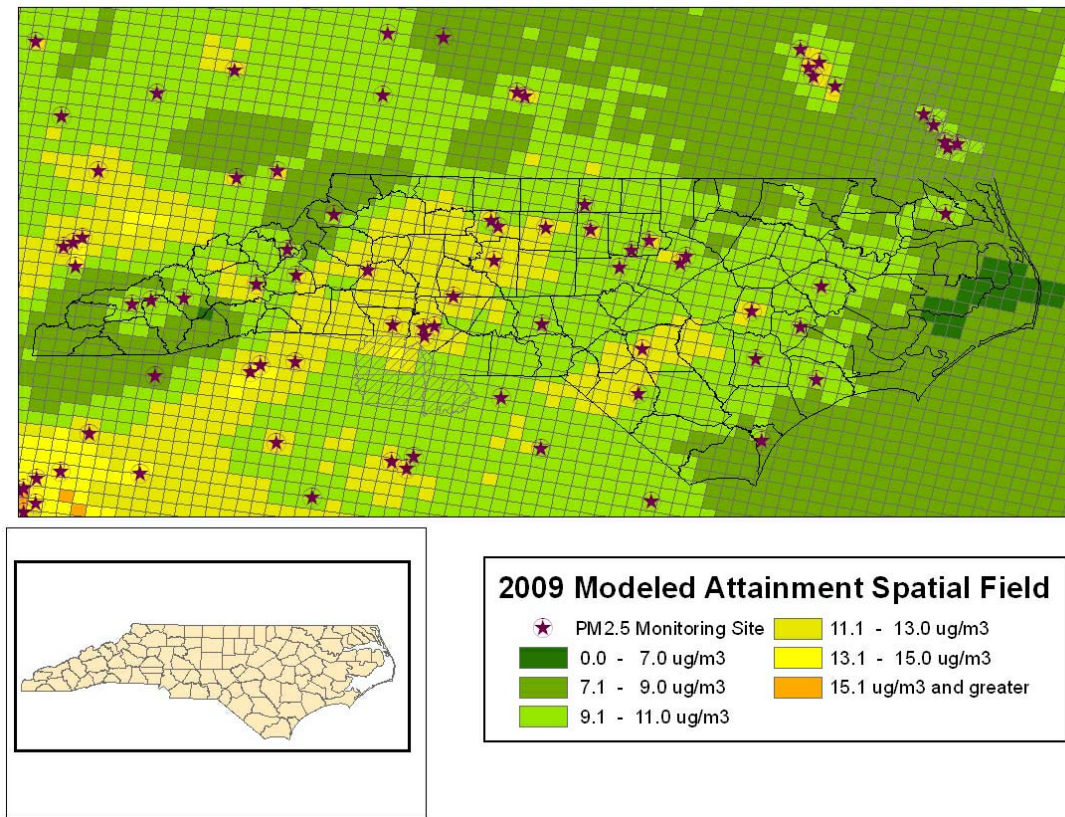 2009 Modeled Attainment Spatial Field
PM2.5 Monitoring Site
0.0 - 7.0 ug/m3
7.1 - 9.0 ug/m3
9.1 - 11.0 ug/m3
11.1 - 13.0 ug/m3
13.1 - 15.0 ug/m3
15.1 ug/m3 and greater